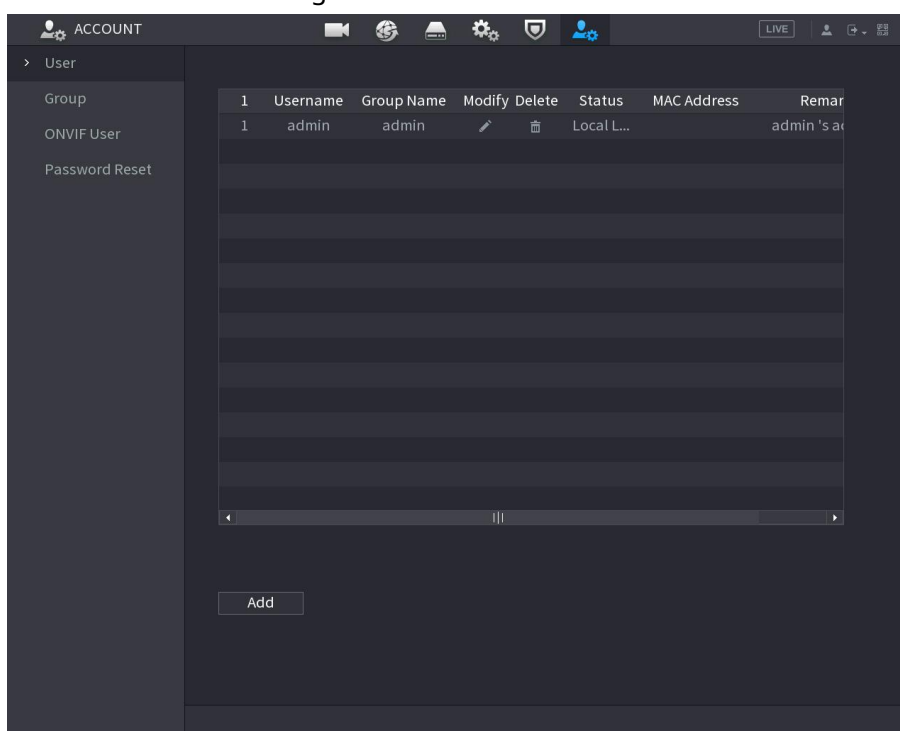 ACCOUNT LIVE
User
Group
ONVIF User
Password Reset
1 Username Group Name Modify Delete Status MAC Address Remar
1 admin admin Local L... admin 's a
Add